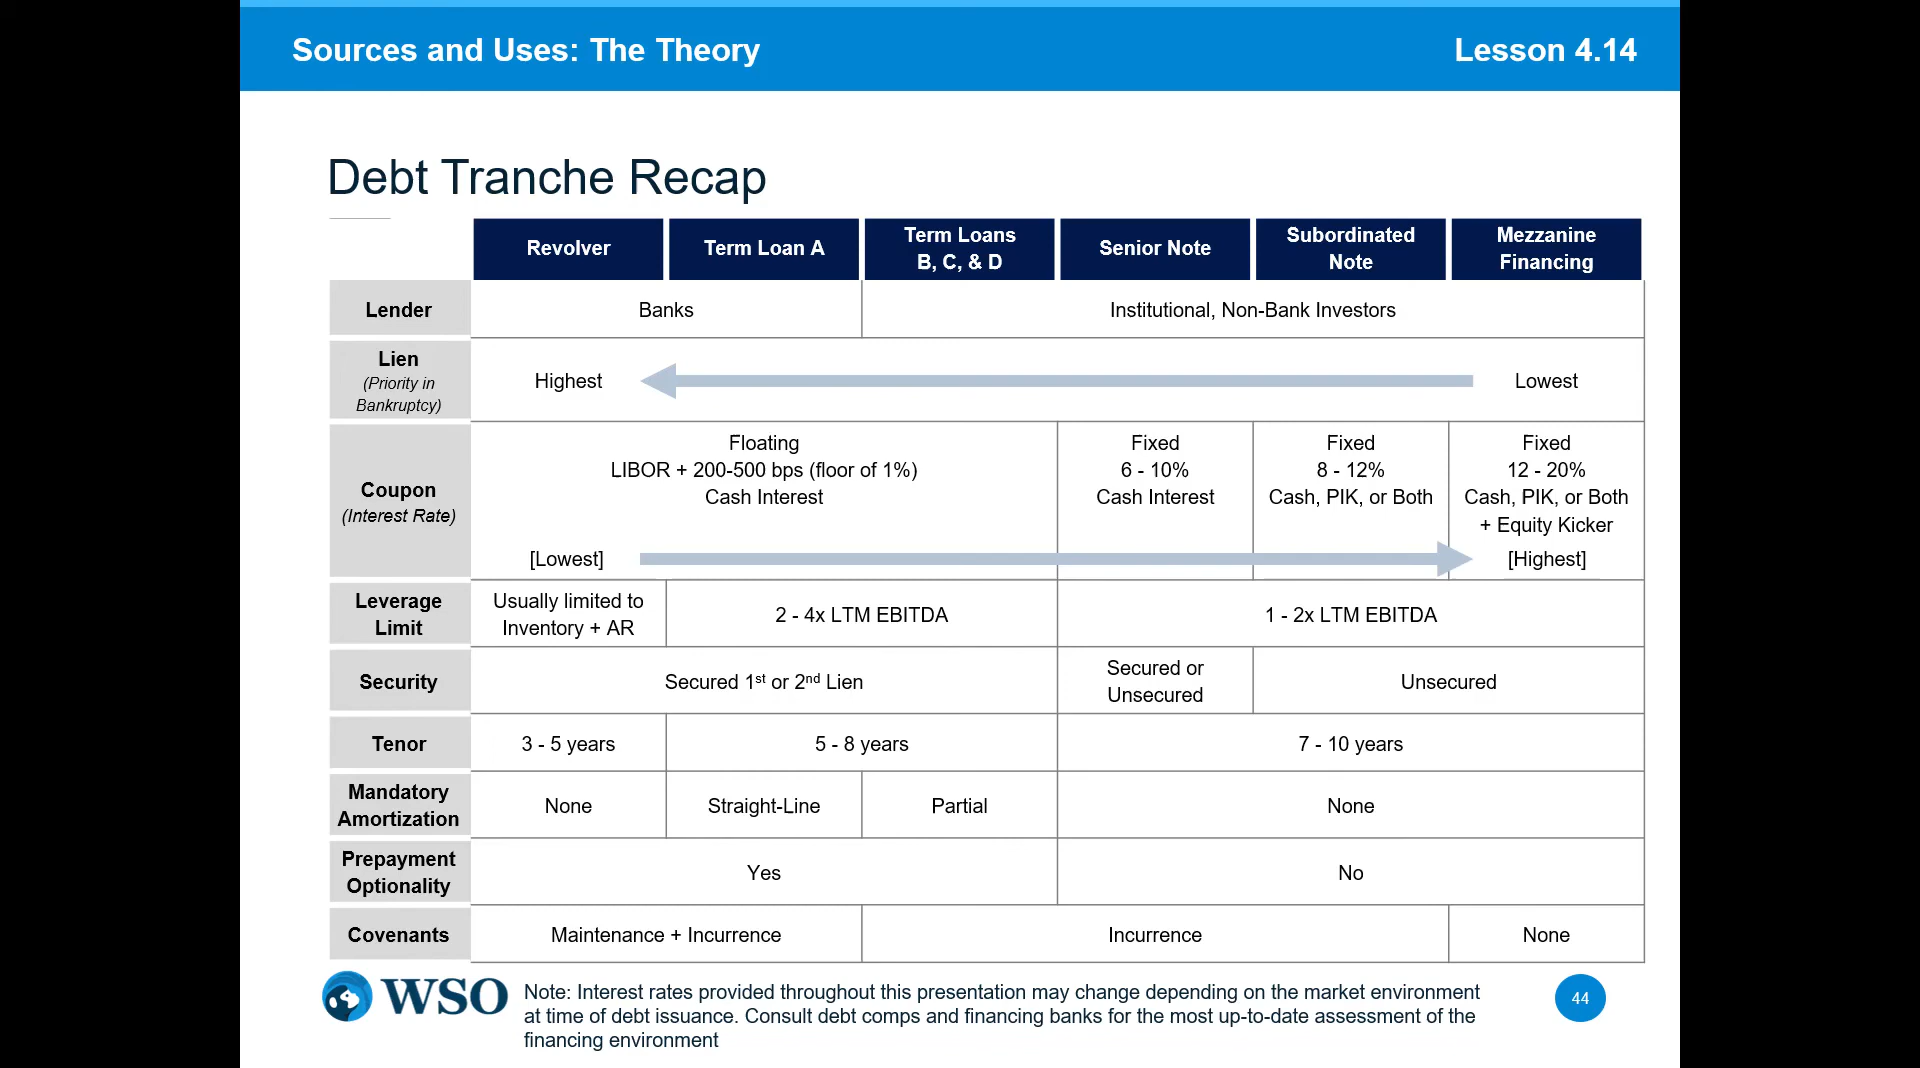 Sources and Uses: The Theory
Lesson 4.14
Debt Tranche Recap
Revolver
Term Loan A
Term Loans
B, C, & D
Senior Note
Subordinated
Note
Mezzanine
Financing
Lender
Banks
Institutional, Non-Bank Investors
Lien
(Priority in
Bankruptcy)
Highest
Lowest
Coupon
(Interest Rate)
Floating
LIBOR + 200-500 bps (floor of 1%)
Cash Interest
[Lowest]
Fixed
6 - 10%
Cash Interest
Fixed
8 - 12%
Cash, PIK, or Both
Fixed
12 - 20%
Cash, PIK, or Both
+ Equity Kicker
[Highest]
Leverage
Limit
Usually limited to
Inventory + AR
2 - 4x LTM EBITDA
1 - 2x LTM EBITDA
Security
Secured 1st or 2nd Lien
Secured or
Unsecured
Unsecured
Tenor
3 - 5 years
5 - 8 years
7 - 10 years
Mandatory
Amortization
None
Straight-Line
Partial
None
Prepayment
Optionality
Yes
No
Covenants
Maintenance + Incurrence
Incurrence
None
WSO
Note: Interest rates provided throughout this presentation may change depending on the market environment
at time of debt issuance. Consult debt comps and financing banks for the most up-to-date assessment of the
financing environment
44